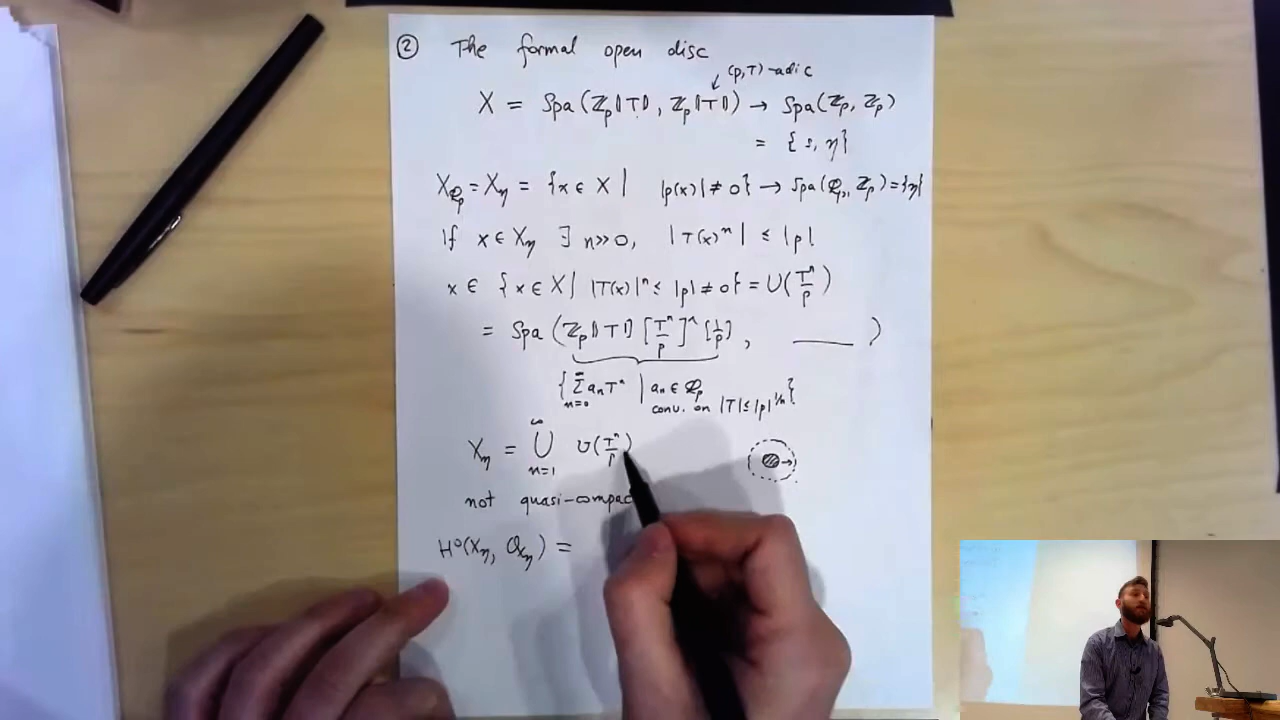 ② The formal open disc
(p,T)-adic
X = Spa(ℤ_p⟦T⟧, ℤ_p⟦T⟧) → Spa(ℤ_p, ℤ_p)
= {s, η}
X_{ℚ_p} = X_η = {x ∈ X | |p(x)| ≠ 0} → Spa(ℚ_p, ℤ_p) = {η}
If x ∈ X_η ∃ n≫0, |T(x)^n| ≤ |p|.
x ∈ {x ∈ X | |T(x)|^n ≤ |p| ≠ 0} = U(T^n/p)
= Spa(ℤ_p⟦T⟧[T^n/p]^∧[1/p], ____)
{∑_{n=0}^∞ a_n T^n | a_n ∈ ℚ_p
conv. on |T| ≤ |p|^{1/n}}
X_η = ⋃_{n=1}^∞ U(T^n/p)
not quasi-compac
H^0(X_η, 𝒪_{X_η}) =